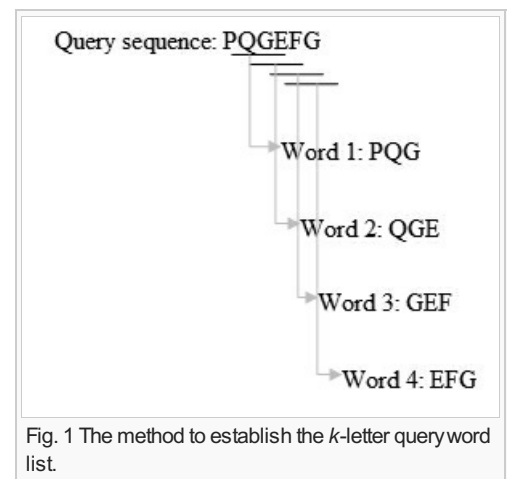 Query sequence: PQGEFG
Word 1: PQG
Word 2: QGE
Word 3: GEF
Word 4: EFG
Fig. 1 The method to establish the k-letter query word
list.